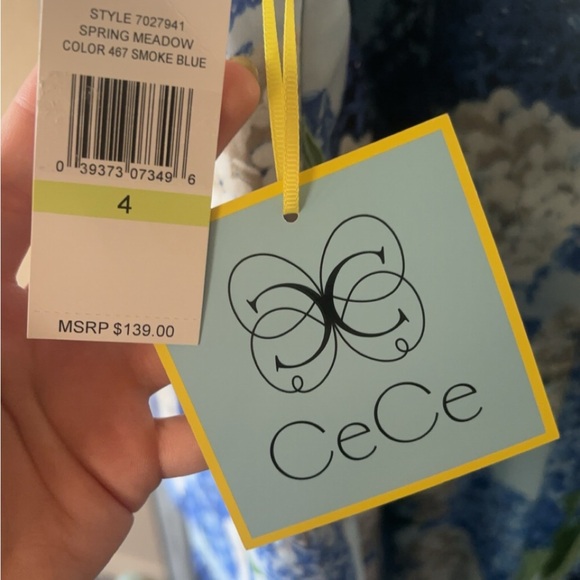 STYLE 7027941
SPRING MEADOW
COLOR 467 SMOKE BLUE
0 39373 07349 6
4
MSRP $139.00
CeCe